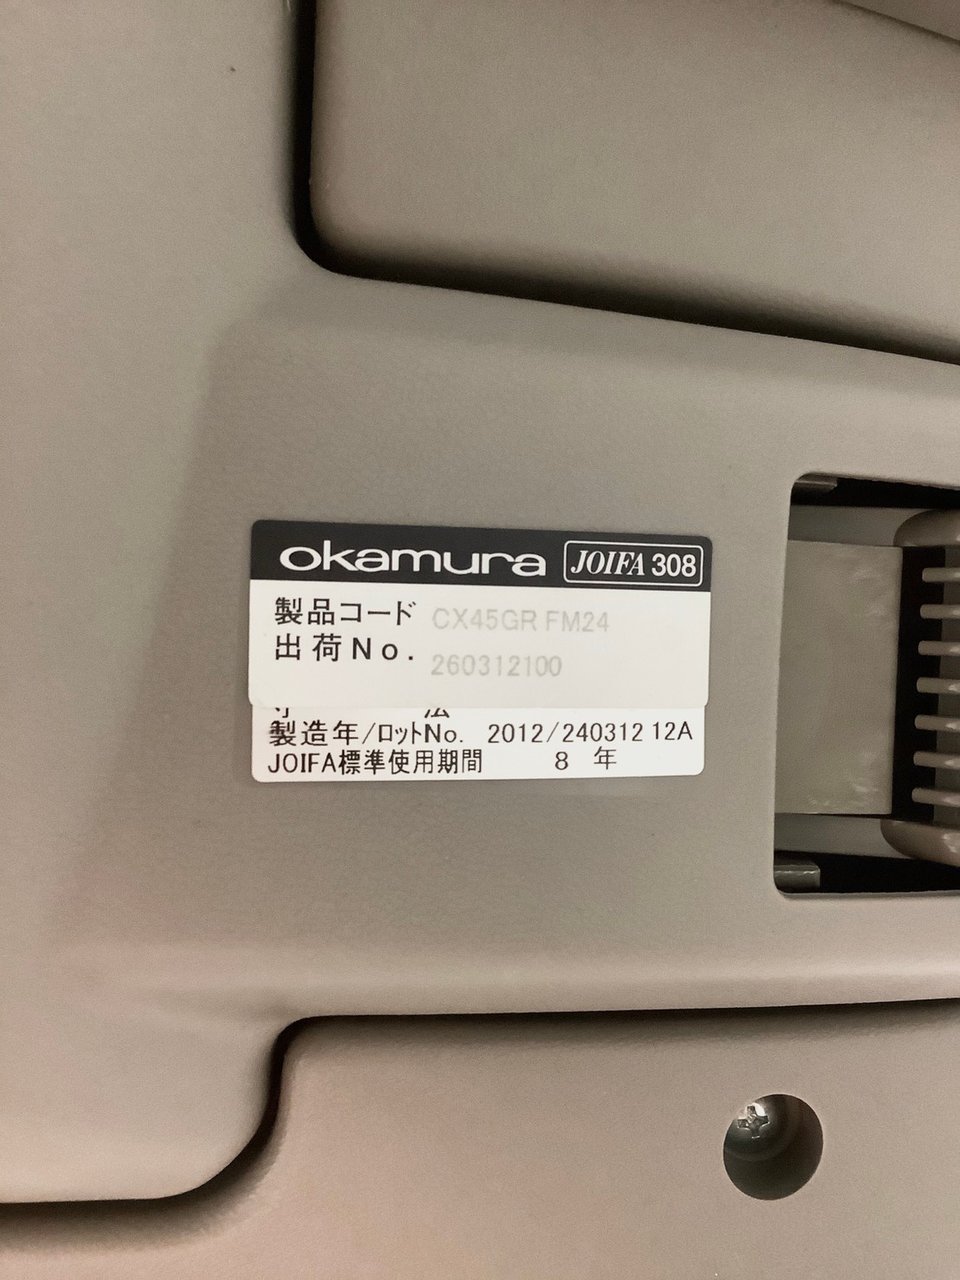 okamura JOIFA 308
製品コード CX45GR FM24
出荷No. 260312100
寸 法
製造年/ロットNo. 2012/240312 12A
JOIFA標準使用期間 8 年